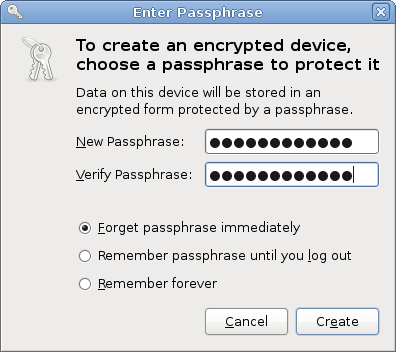 Enter Passphrase
To create an encrypted device,
choose a passphrase to protect it
Data on this device will be stored in an
encrypted form protected by a passphrase.
New Passphrase: ●●●●●●●●●●●●
Verify Passphrase: ●●●●●●●●●●●●
Forget passphrase immediately
Remember passphrase until you log out
Remember forever
Cancel Create